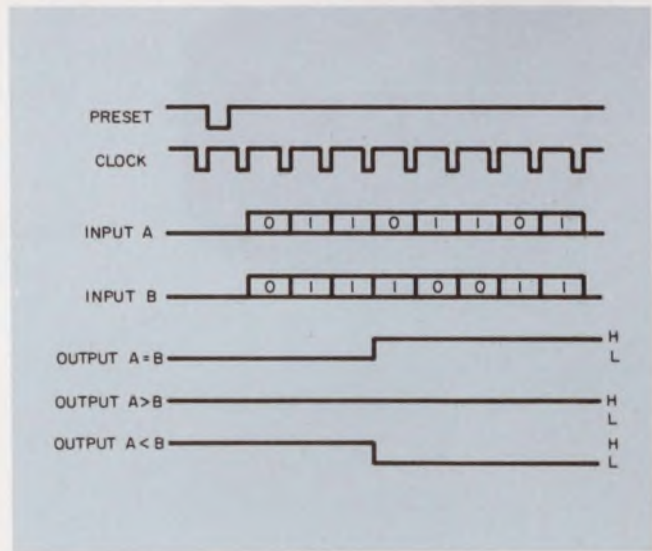 PRESET
CLOCK
INPUT A 0 1 1 0 1 1 0 1
INPUT B 0 1 1 1 0 0 1 1
OUTPUT A=B H
L
OUTPUT A>B H
L
OUTPUT A<B H
L